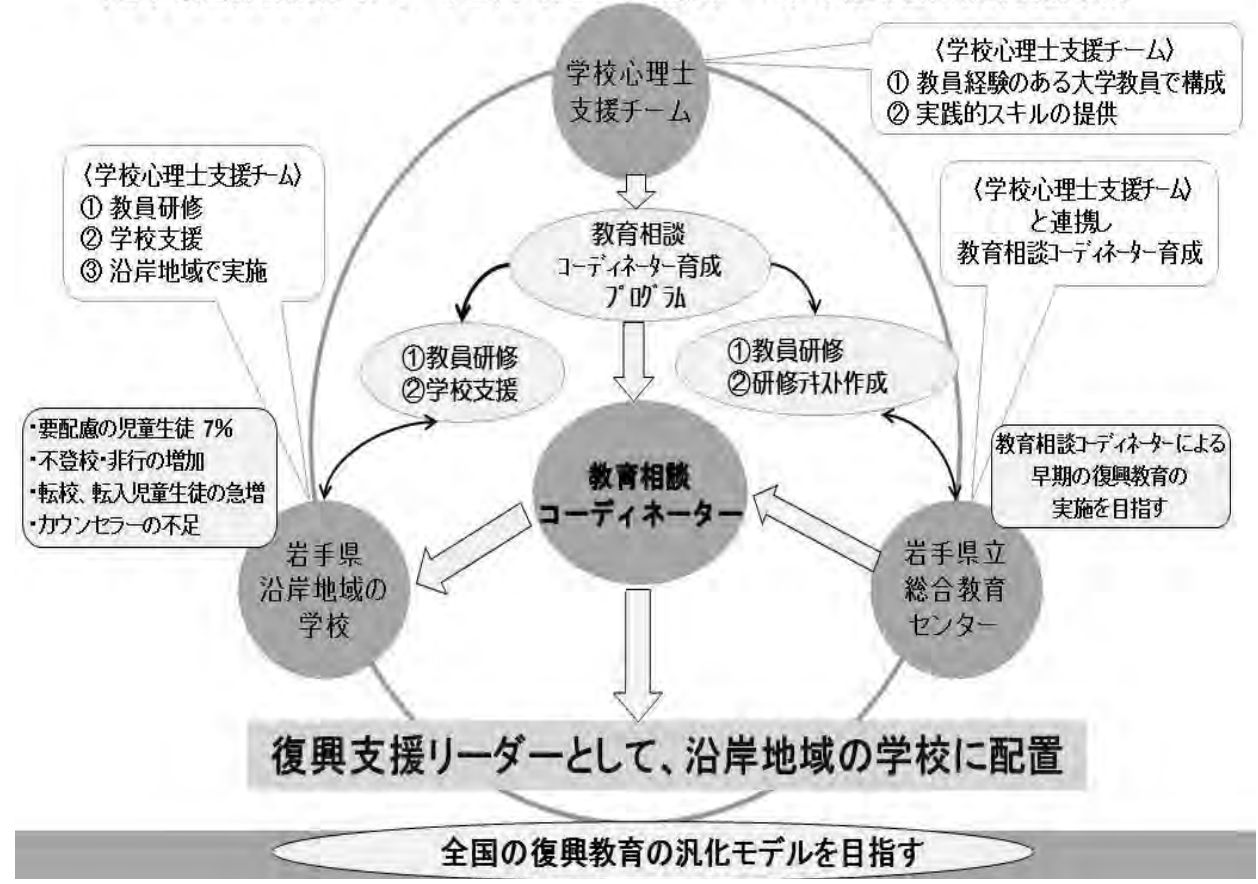 学校心理士
支援チーム
〈学校心理士支援チーム〉
① 教員経験のある大学教員で構成
② 実践的スキルの提供
〈学校心理士支援チーム〉
① 教員研修
② 学校支援
③ 沿岸地域で実施
〈学校心理士支援チーム〉
と連携し
教育相談コーディネーター育成
教育相談
コーディネーター育成
プログラム
①教員研修
②学校支援
①教員研修
②研修テキスト作成
・要配慮の児童生徒 7%
・不登校・非行の増加
・転校、転入児童生徒の急増
・カウンセラーの不足
教育相談
コーディネーター
教育相談コーディネーターによる
早期の復興教育の
実施を目指す
岩手県
沿岸地域の
学校
岩手県立
総合教育
センター
復興支援リーダーとして、沿岸地域の学校に配置
全国の復興教育の汎化モデルを目指す